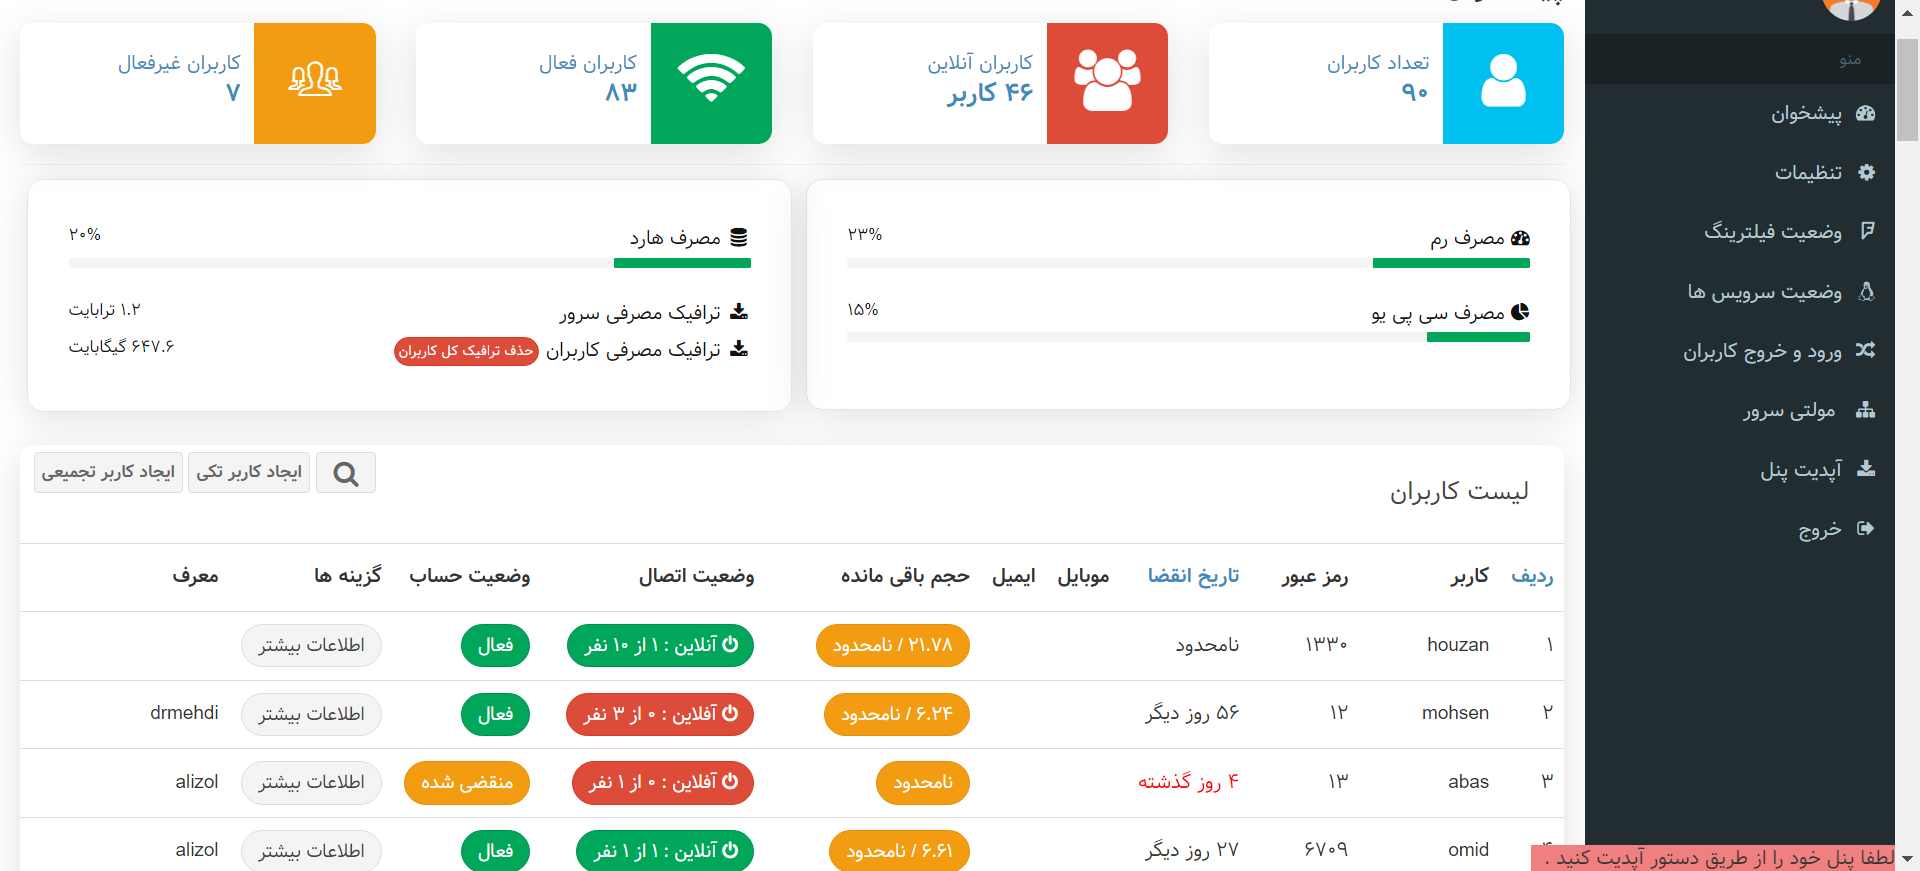 منو
پیشخوان
تنظیمات
وضعیت فیلترینگ
وضعیت سرویس ها
ورود و خروج کاربران
مولتی سرور
آپدیت پنل
خروج
تعداد کاربران
۹۰
کاربران آنلاین
۴۶ کاربر
کاربران فعال
۸۳
کاربران غیرفعال
۷
مصرف رم ۲۳%
مصرف سی پی یو ۱۵%
مصرف هارد ۲۰%
ترافیک مصرفی سرور ۱.۲ ترابایت
ترافیک مصرفی کاربران حذف ترافیک کل کاربران ۶۴۷.۶ گیگابایت
لیست کاربران
ایجاد کاربر تکی ایجاد کاربر تجمیعی
ردیف کاربر رمز عبور تاریخ انقضا موبایل ایمیل حجم باقی مانده وضعیت اتصال وضعیت حساب گزینه ها معرف
۱ houzan ۱۳۳۰ نامحدود ۲۱.۷۸ / نامحدود آنلاین : ۱ از ۱۰ نفر فعال اطلاعات بیشتر
۲ mohsen ۱۲ ۵۶ روز دیگر ۶.۲۴ / نامحدود آفلاین : ۰ از ۳ نفر فعال اطلاعات بیشتر drmehdi
۳ abas ۱۳ ۴ روز گذشته نامحدود آفلاین : ۰ از ۱ نفر منقضی شده اطلاعات بیشتر alizol
omid ۶۷۰۹ ۲۷ روز دیگر ۶.۶۱ / نامحدود آنلاین : ۱ از ۱ نفر فعال اطلاعات بیشتر alizol
لطفا پنل خود را از طریق دستور آپدیت کنید .